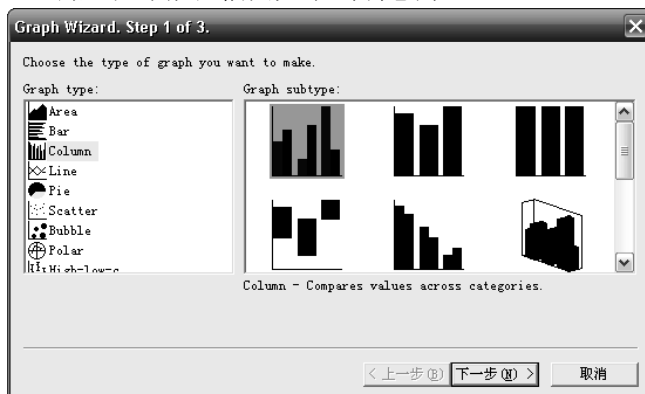 Graph Wizard. Step 1 of 3.
Choose the type of graph you want to make.
Graph type:
Graph subtype:
Area
Bar
Column
Line
Pie
Scatter
Bubble
Polar
High-low-c
Column - Compares values across categories.
< 上一步(B) 下一步(N) > 取消